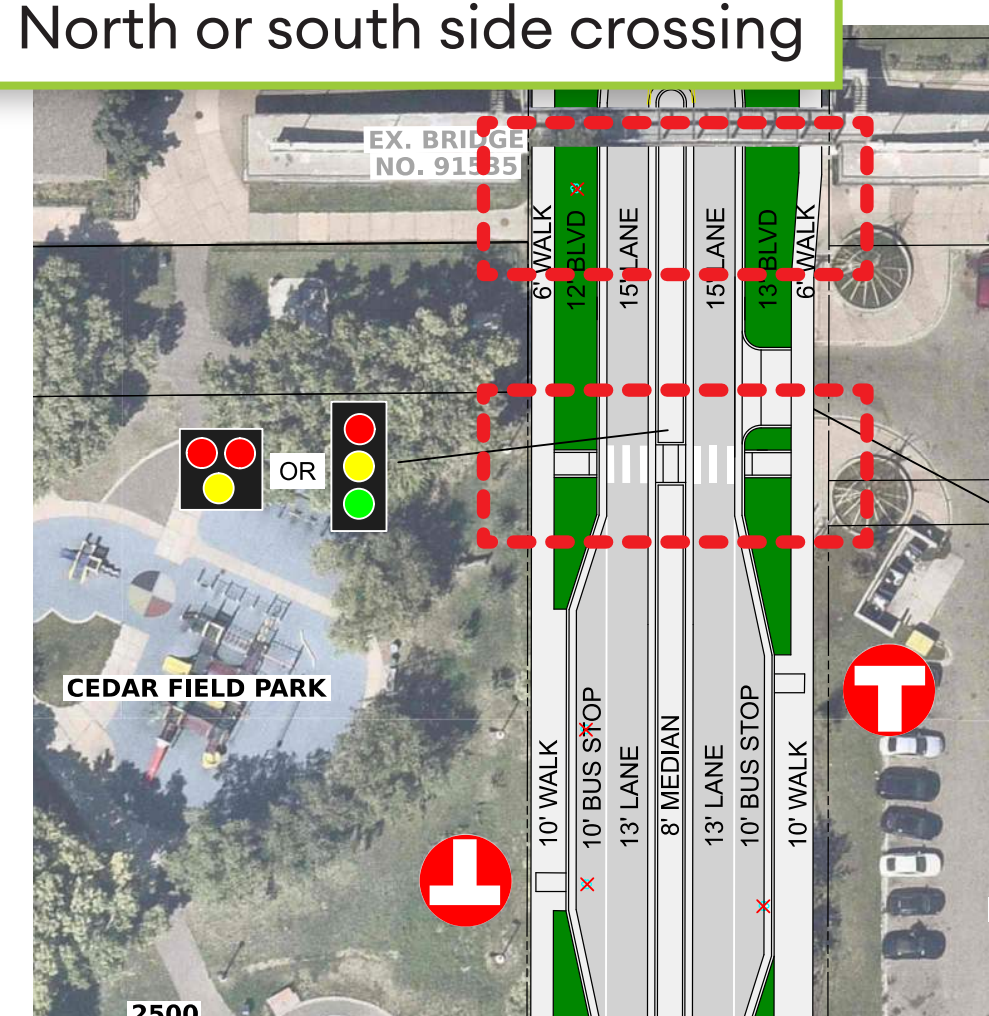 North or south side crossing
EX. BRIDGE
NO. 91535
6' WALK
12' BLVD
15' LANE
15' LANE
13' BLVD
6' WALK
OR
CEDAR FIELD PARK
10' WALK
10' BUS STOP
13' LANE
8' MEDIAN
13' LANE
10' BUS STOP
10' WALK
T
T
2500